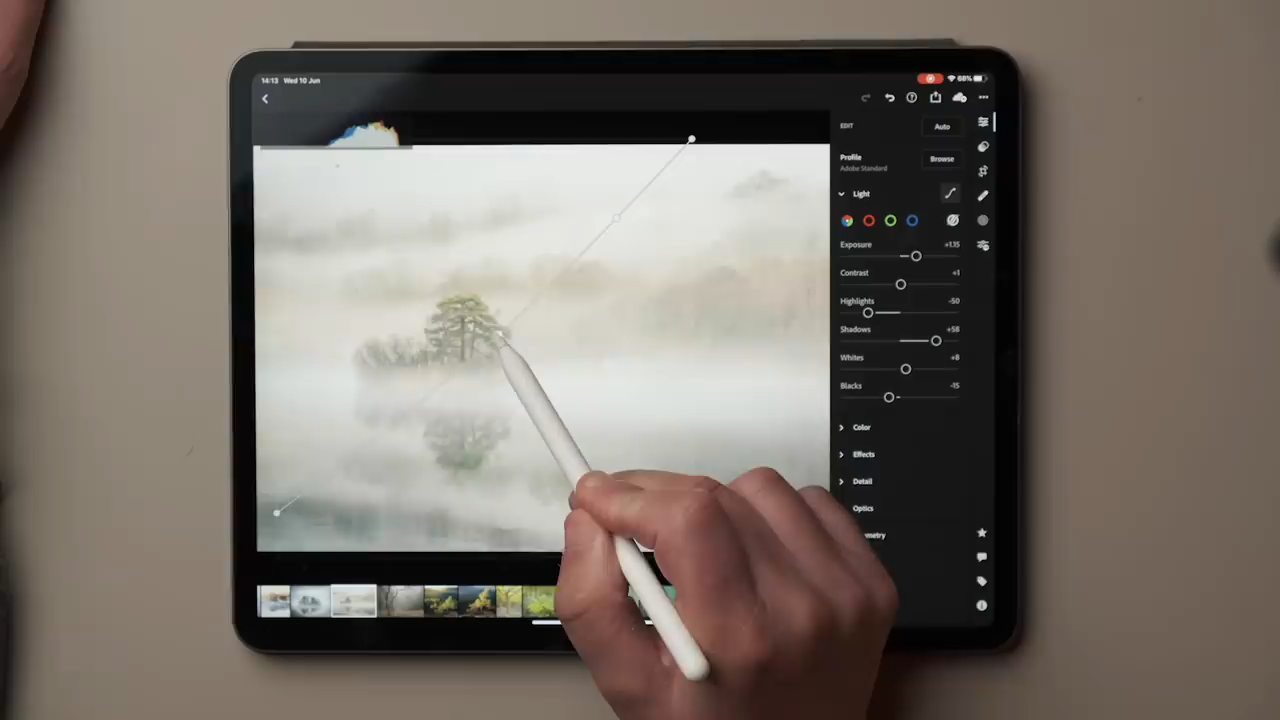 14:13 Wed 10 Jun
68%
EDIT
Auto
Profile
Adobe Standard
Browse
Light
Exposure +1.15
Contrast +1
Highlights -50
Shadows +58
Whites +8
Blacks -15
Color
Effects
Detail
Optics
metry